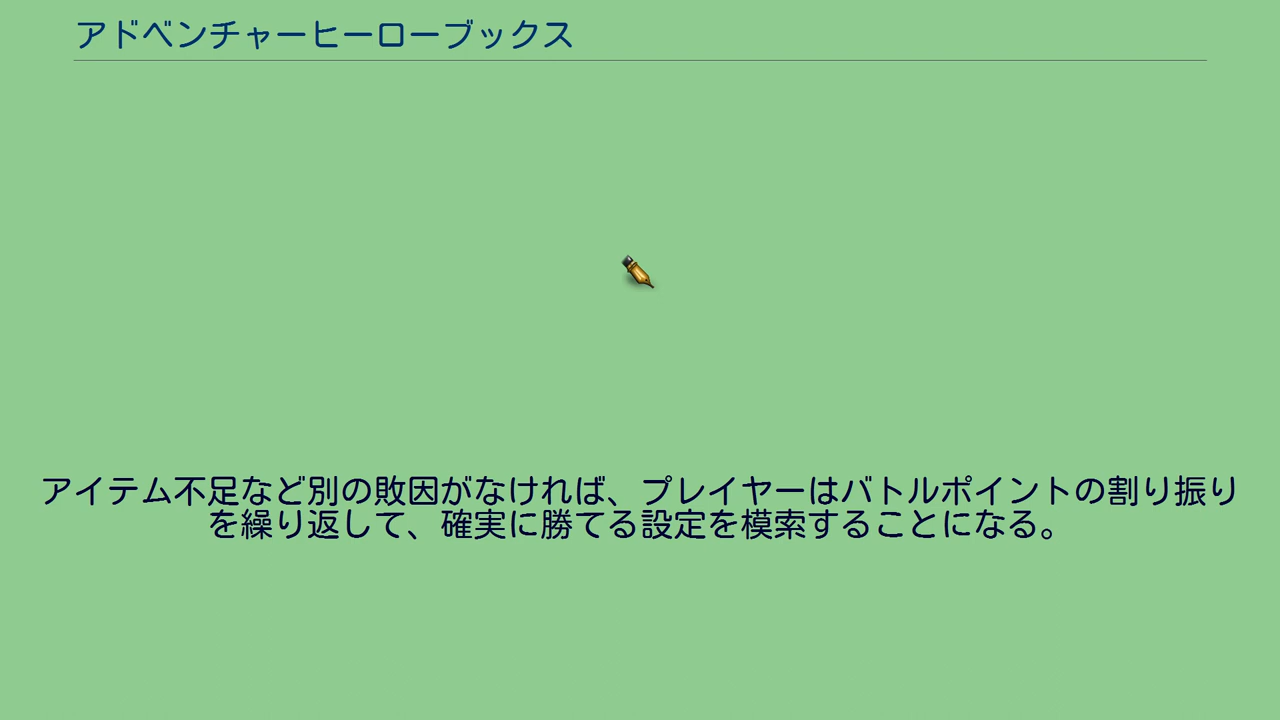 アドベンチャーヒーローブックス
アイテム不足など別の敗因がなければ、プレイヤーはバトルポイントの割り振り
を繰り返して、確実に勝てる設定を模索することになる。